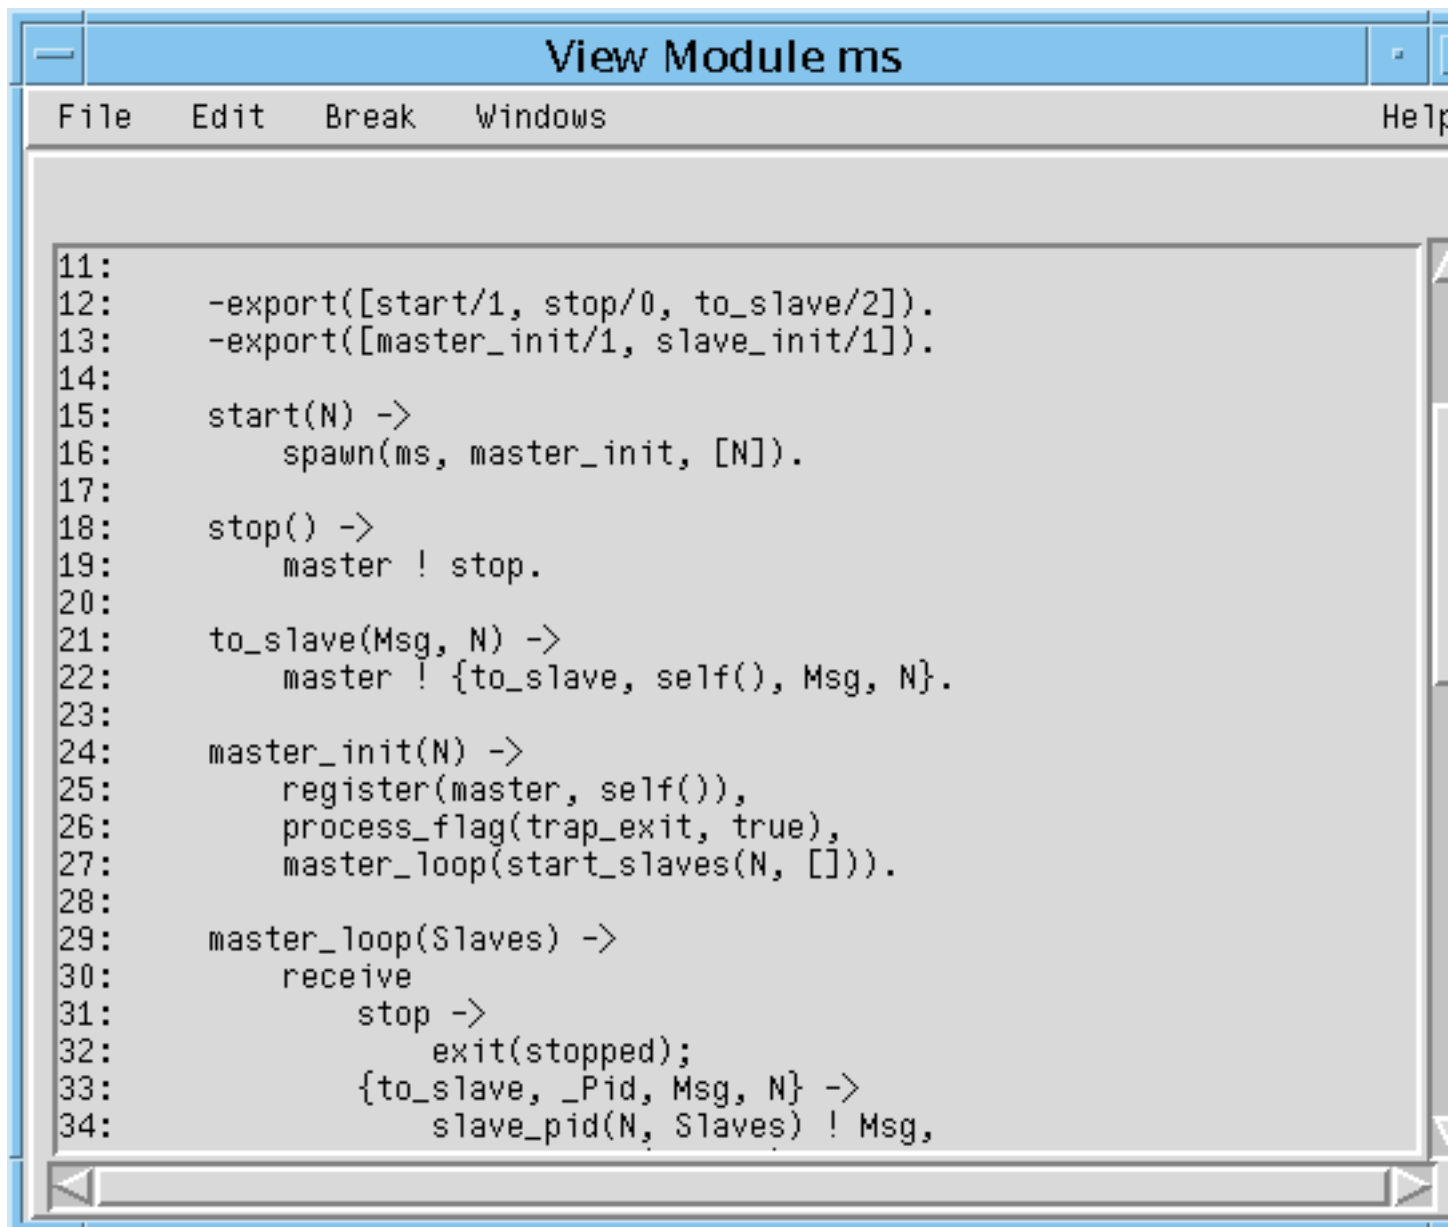 View Module ms
File Edit Break Windows Help
11:
12:     -export([start/1, stop/0, to_slave/2]).
13:     -export([master_init/1, slave_init/1]).
14:
15:     start(N) ->
16:         spawn(ms, master_init, [N]).
17:
18:     stop() ->
19:         master ! stop.
20:
21:     to_slave(Msg, N) ->
22:         master ! {to_slave, self(), Msg, N}.
23:
24:     master_init(N) ->
25:         register(master, self()),
26:         process_flag(trap_exit, true),
27:         master_loop(start_slaves(N, [])).
28:
29:     master_loop(Slaves) ->
30:         receive
31:             stop ->
32:                 exit(stopped);
33:             {to_slave, _Pid, Msg, N} ->
34:                 slave_pid(N, Slaves) ! Msg,